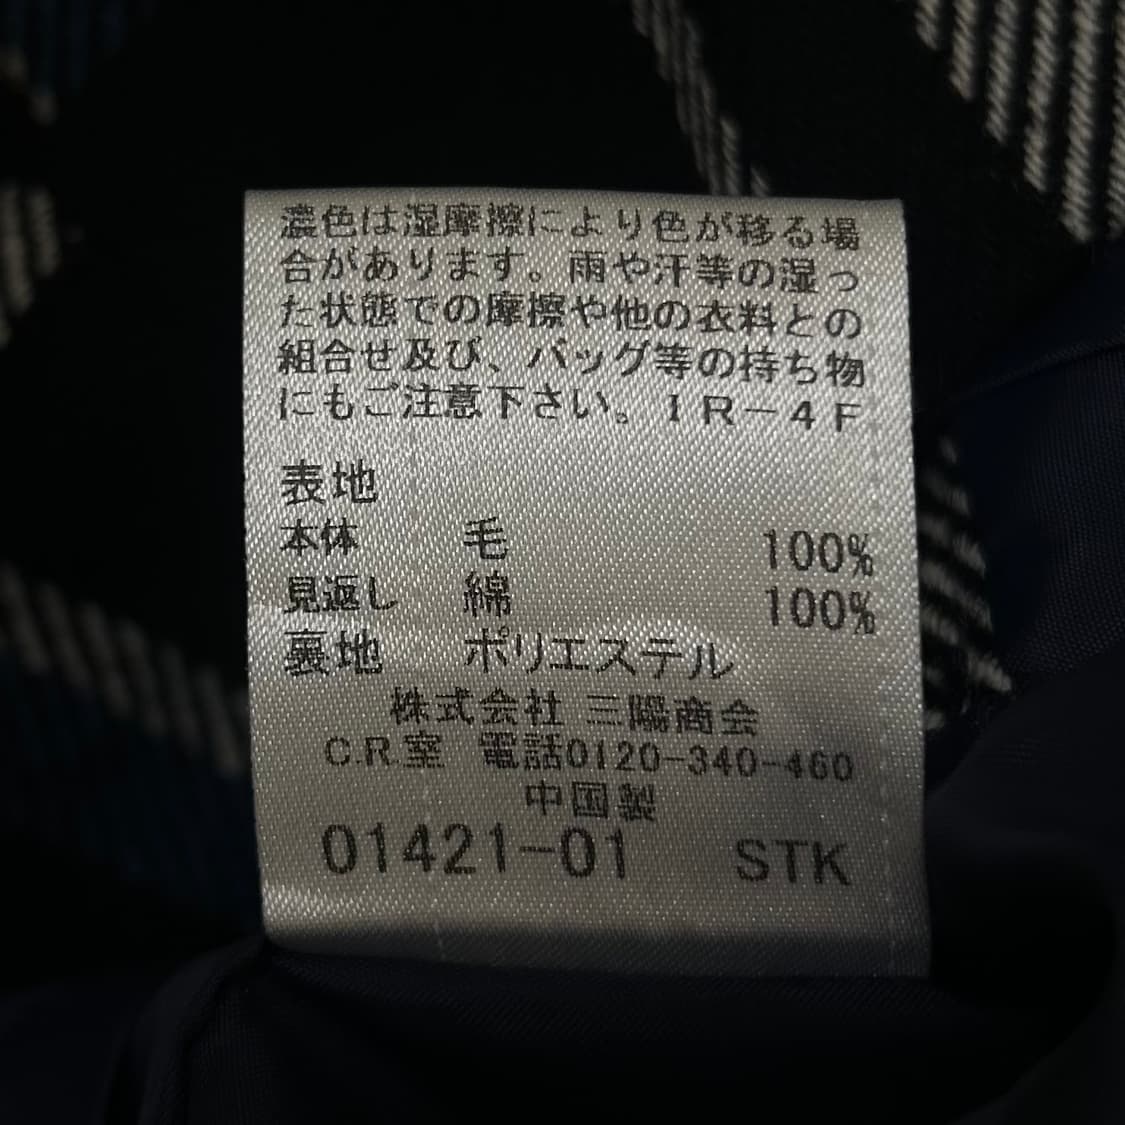 濃色は湿摩擦により色が移る場
合があります。雨や汗等の湿っ
た状態での摩擦や他の衣料との
組合せ及び、バッグ等の持ち物
にもご注意下さい。IR-4F
表地
本体 毛 100%
見返し 綿 100%
裏地 ポリエステル
株式会社 三陽商会
C.R.室 電話0120-340-460
中国製
01421-01 STK